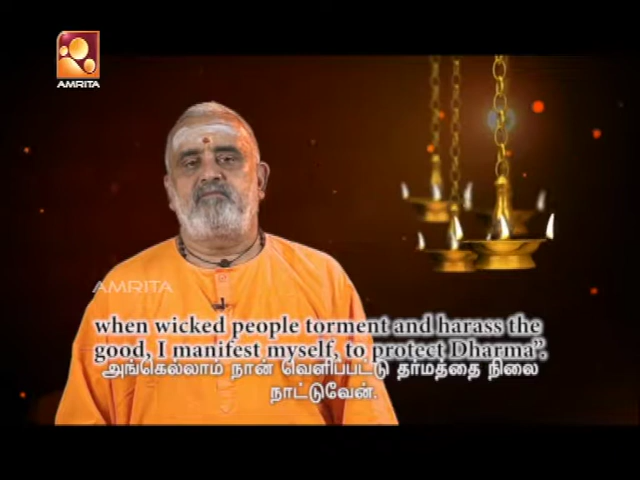 AMRITA
AMRITA
when wicked people torment and harass the
good, I manifest myself, to protect Dharma”.
அங்கெல்லாம் நான் வெளிப்பட்டு தர்மத்தை நிலை
நாட்டுவேன்.